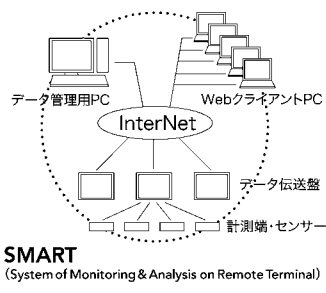 データ管理用PC
WebクライアントPC
InterNet
データ伝送盤
計測端・センサー
SMART
(System of Monitoring & Analysis on Remote Terminal)